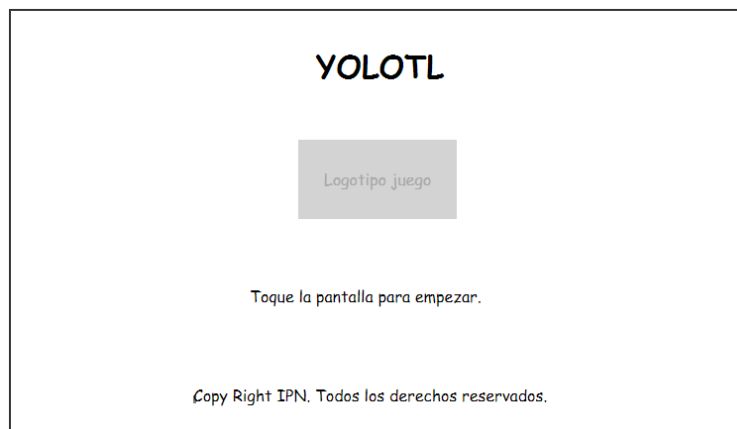 YOLOTL
Logotipo juego
Toque la pantalla para empezar.
Copy Right IPN. Todos los derechos reservados.